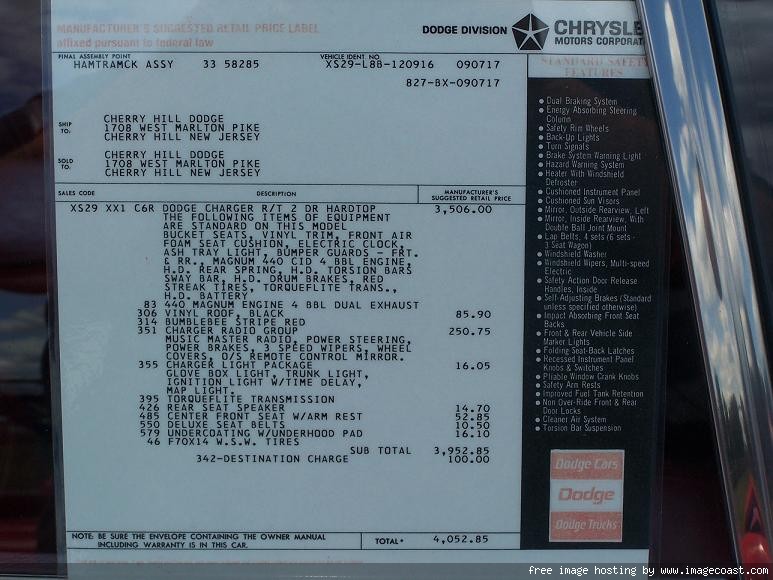 MANUFACTURER'S SUGGESTED RETAIL PRICE LABEL
affixed pursuant to federal law
DODGE DIVISION
CHRYSLE
MOTORS CORPORAT
FINAL ASSEMBLY POINT
HAMTRAMCK ASSY 33 58285
VEHICLE IDENT. NO.
XS29-L8B-120916 090717
827-BX-090717
SHIP TO:
CHERRY HILL DODGE
1708 WEST MARLTON PIKE
CHERRY HILL NEW JERSEY
SOLD TO:
CHERRY HILL DODGE
1708 WEST MARLTON PIKE
CHERRY HILL NEW JERSEY
SALES CODE DESCRIPTION MANUFACTURER'S SUGGESTED RETAIL PRICE
XS29 XX1 C6R DODGE CHARGER R/T 2 DR HARDTOP 3,506.00
THE FOLLOWING ITEMS OF EQUIPMENT
ARE STANDARD ON THIS MODEL
BUCKET SEATS, VINYL TRIM, FRONT AIR
FOAM SEAT CUSHION, ELECTRIC CLOCK,
ASH TRAY LIGHT, BUMPER GUARDS - FRT.
& RR., MAGNUM 440 CID 4 BBL ENGINE,
H.D. REAR SPRING, H.D. TORSION BARS
SWAY BAR, H.D. DRUM BRAKES, RED
STREAK TIRES, TORQUEFLITE TRANS.,
H.D. BATTERY
83 440 MAGNUM ENGINE 4 BBL DUAL EXHAUST
306 VINYL ROOF, BLACK 85.90
314 BUMBLEBEE STRIPE RED
351 CHARGER RADIO GROUP 250.75
MUSIC MASTER RADIO, POWER STEERING,
POWER BRAKES, 3 SPEED WIPERS, WHEEL
COVERS, O/S REMOTE CONTROL MIRROR.
355 CHARGER LIGHT PACKAGE 16.05
GLOVE BOX LIGHT, TRUNK LIGHT,
IGNITION LIGHT W/TIME DELAY,
MAP LIGHT.
395 TORQUEFLITE TRANSMISSION
426 REAR SEAT SPEAKER 14.70
485 CENTER FRONT SEAT W/ARM REST 52.85
550 DELUXE SEAT BELTS 10.50
579 UNDERCOATING W/UNDERHOOD PAD 16.10
46 F70X14 W.S.W. TIRES
SUB TOTAL 3,952.85
342-DESTINATION CHARGE 100.00
NOTE: BE SURE THE ENVELOPE CONTAINING THE OWNER MANUAL
INCLUDING WARRANTY IS IN THIS CAR.
TOTAL* 4,052.85
STANDARD SAFETY
FEATURES
● Dual Braking System
● Energy Absorbing Steering
Column
● Safety Rim Wheels
● Back-Up Lights
● Turn Signals
● Brake System Warning Light
● Hazard Warning System
● Heater With Windshield
Defroster
● Cushioned Instrument Panel
● Cushioned Sun Visors
● Mirror, Outside Rearview, Left
● Mirror, Inside Rearview, With
Double Ball Joint Mount
● Lap Belts, 4 sets (6 sets -
3 Seat Wagon)
● Windshield Washer
● Windshield Wipers, Multi-speed
Electric
● Safety Action Door Release
Handles, Inside
● Self-Adjusting Brakes (Standard
unless specified otherwise)
● Impact Absorbing Front Seat
Backs
● Front & Rear Vehicle Side
Marker Lights
● Folding Seat-Back Latches
● Recessed Instrument Panel
Knobs & Switches
● Pliable Window Crank Knobs
● Safety Arm Rests
● Improved Fuel Tank Retention
● Non Over-Ride Front & Rear
Door Locks
● Cleaner Air System
● Torsion Bar Suspension
Dodge Cars
Dodge
Dodge Trucks
free image hosting by www.imagecoast.com